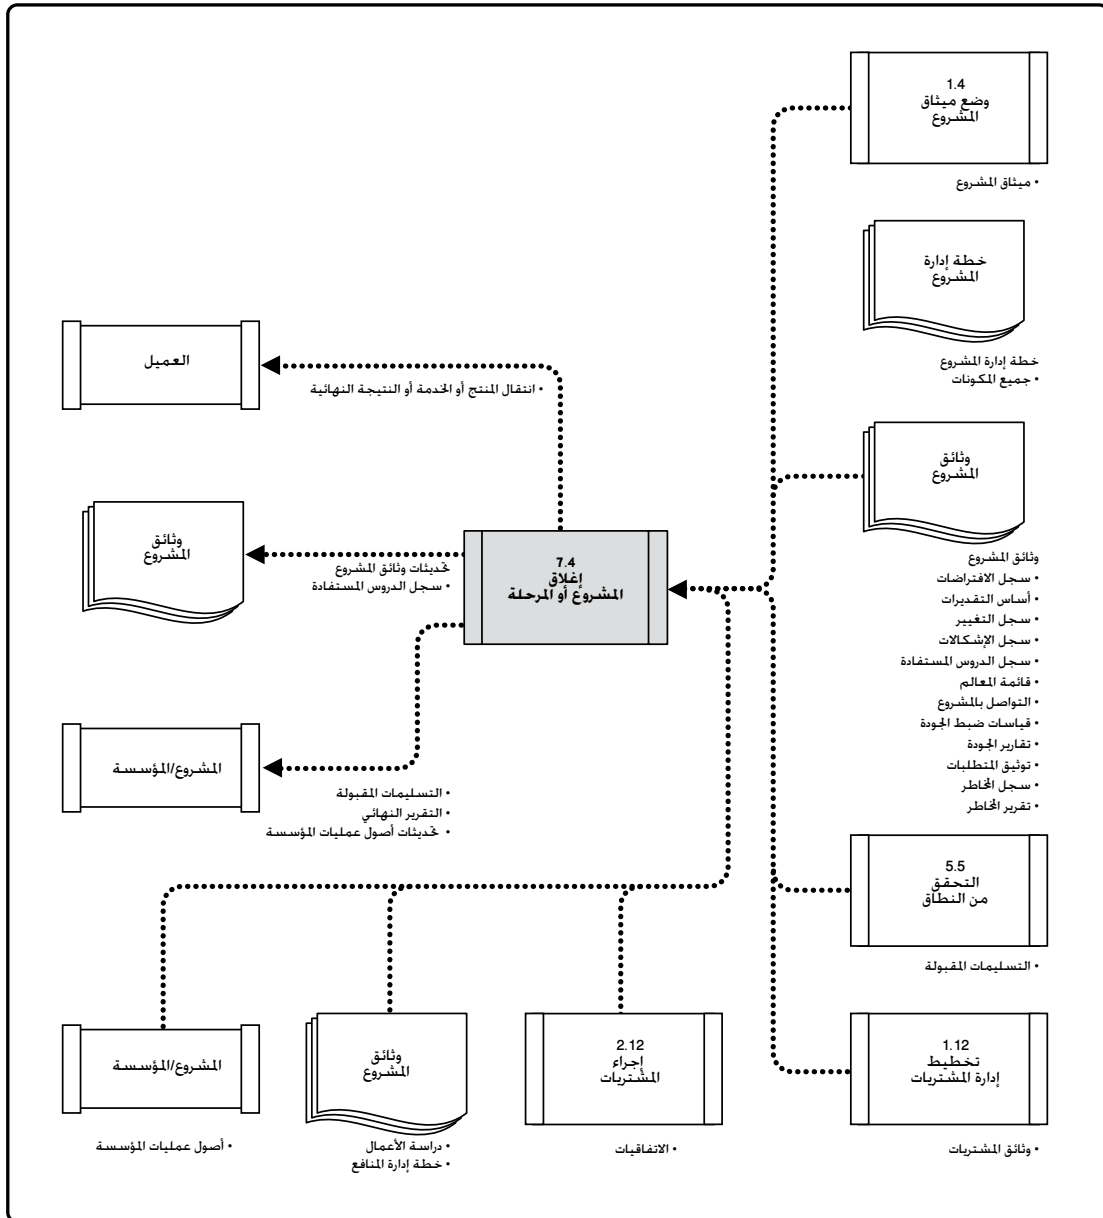 1.4
وضع ميثاق
المشروع
• ميثاق المشروع
خطة إدارة
المشروع
خطة إدارة المشروع
• جميع المكونات
وثائق
المشروع
وثائق المشروع
• سجل الافتراضات
• أساس التقديرات
• سجل التغيير
• سجل الإشكالات
• سجل الدروس المستفادة
• قائمة المعالم
• التواصل بالمشروع
• قياسات ضبط الجودة
• تقارير الجودة
• توثيق المتطلبات
• سجل المخاطر
• تقرير المخاطر
5.5
التحقق
من النطاق
• التسليمات المقبولة
1.12
تخطيط
إدارة المشتريات
• وثائق المشتريات
2.12
إجراء
المشتريات
• الاتفاقيات
وثائق
المشروع
• دراسة الأعمال
• خطة إدارة المنافع
المشروع/المؤسسة
• أصول عمليات المؤسسة
7.4
إغلاق
المشروع أو المرحلة
العميل
• انتقال المنتج أو الخدمة أو النتيجة النهائية
وثائق
المشروع
تحديثات وثائق المشروع
• سجل الدروس المستفادة
المشروع/المؤسسة
• التسليمات المقبولة
• التقرير النهائي
• تحديثات أصول عمليات المؤسسة